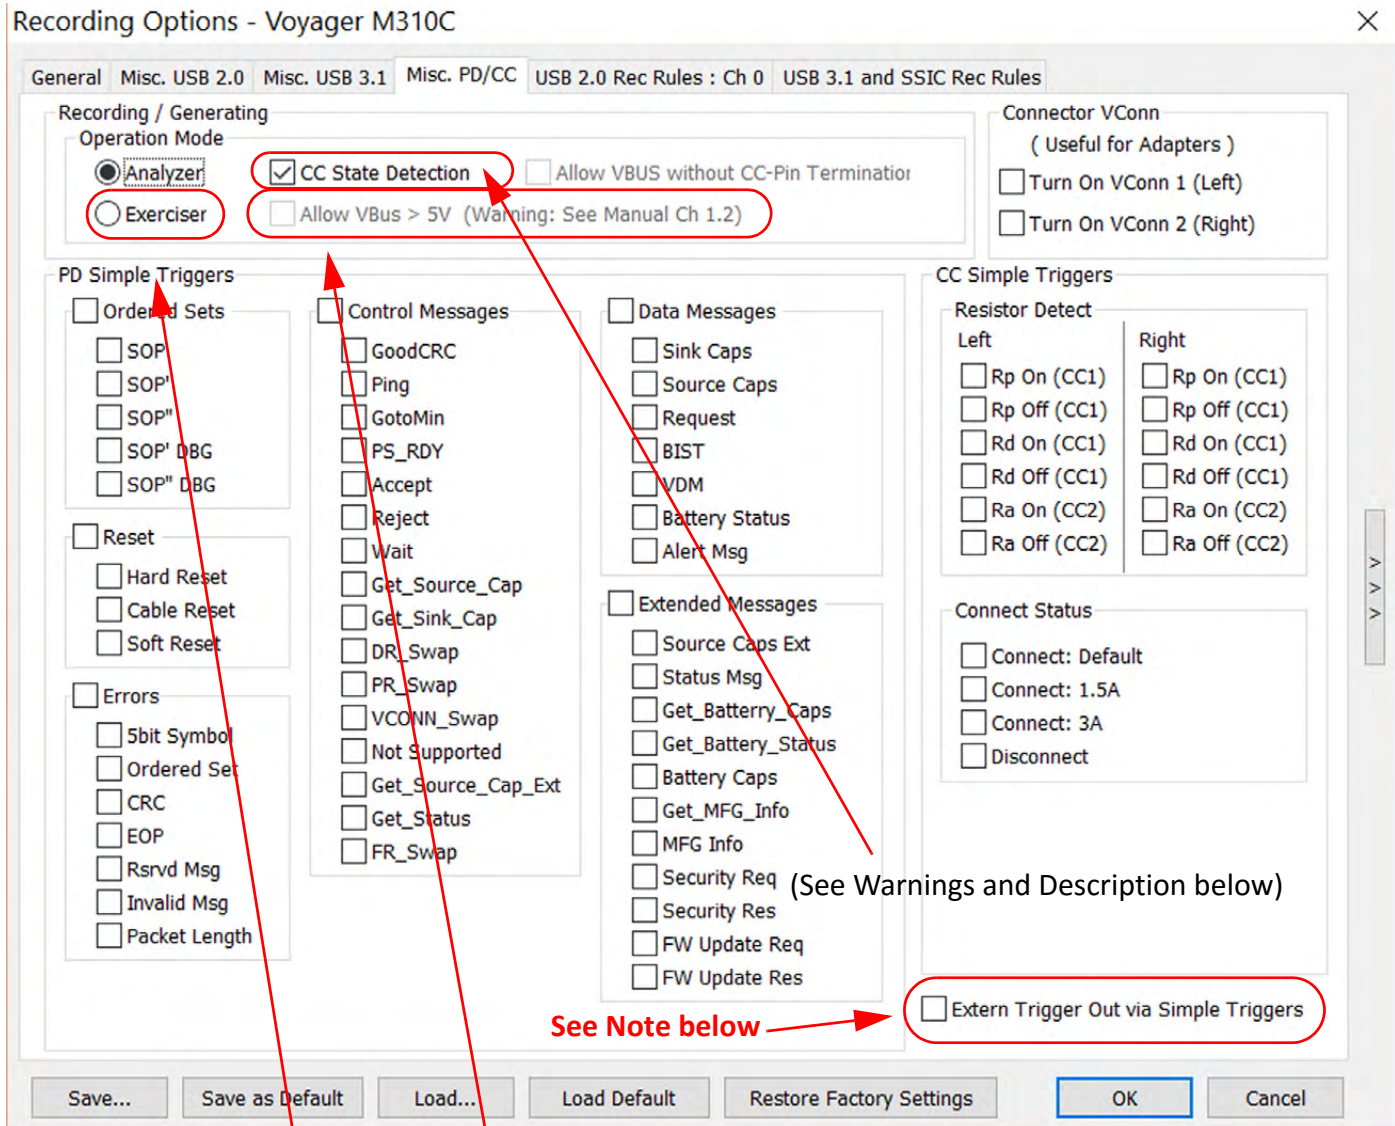 Recording Options - Voyager M310C
General Misc. USB 2.0 Misc. USB 3.1 Misc. PD/CC USB 2.0 Rec Rules : Ch 0 USB 3.1 and SSIC Rec Rules
Recording / Generating
Operation Mode
Analyzer
CC State Detection
Allow VBUS without CC-Pin Termination
Exerciser
Allow VBus > 5V (Warning: See Manual Ch 1.2)
Connector VConn
( Useful for Adapters )
Turn On VConn 1 (Left)
Turn On VConn 2 (Right)
PD Simple Triggers
Ordered Sets
SOP
SOP'
SOP"
SOP' DBG
SOP" DBG
Reset
Hard Reset
Cable Reset
Soft Reset
Errors
5bit Symbol
Ordered Set
CRC
EOP
Rsrvd Msg
Invalid Msg
Packet Length
Control Messages
GoodCRC
Ping
GotoMin
PS_RDY
Accept
Reject
Wait
Get_Source_Cap
Get_Sink_Cap
DR_Swap
PR_Swap
VCONN_Swap
Not Supported
Get_Source_Cap_Ext
Get_Status
FR_Swap
Data Messages
Sink Caps
Source Caps
Request
BIST
VDM
Battery Status
Alert Msg
Extended Messages
Source Caps Ext
Status Msg
Get_Batterry_Caps
Get_Battery_Status
Battery Caps
Get_MFG_Info
MFG Info
Security Req
Security Res
FW Update Req
FW Update Res
CC Simple Triggers
Resistor Detect
Left
Rp On (CC1)
Rp Off (CC1)
Rd On (CC1)
Rd Off (CC1)
Ra On (CC2)
Ra Off (CC2)
Right
Rp On (CC1)
Rp Off (CC1)
Rd On (CC1)
Rd Off (CC1)
Ra On (CC2)
Ra Off (CC2)
Connect Status
Connect: Default
Connect: 1.5A
Connect: 3A
Disconnect
(See Warnings and Description below)
See Note below
Extern Trigger Out via Simple Triggers
>
>
>
Save... Save as Default Load... Load Default Restore Factory Settings OK Cancel